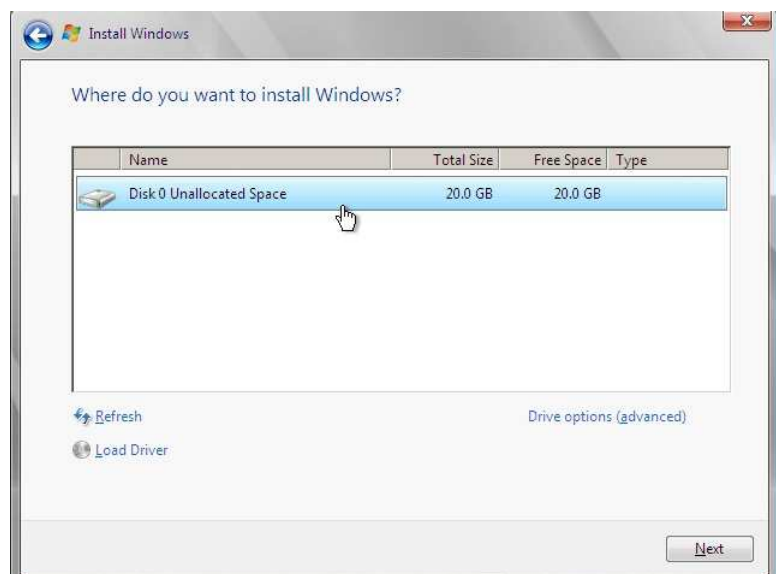 Install Windows
Where do you want to install Windows?
Name Total Size Free Space Type
Disk 0 Unallocated Space 20.0 GB 20.0 GB
Refresh Drive options (advanced)
Load Driver
Next